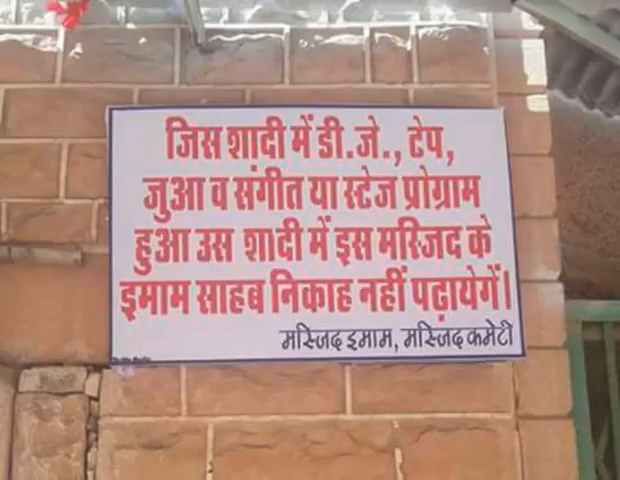 जिस शादी में डी.जे., टेप,
जुआ व संगीत या स्टेज प्रोग्राम
हुआ उस शादी में इस मस्जिद के
इमाम साहब निकाह नहीं पढ़ायेगें।
मस्जिद इमाम, मस्जिद कमेटी